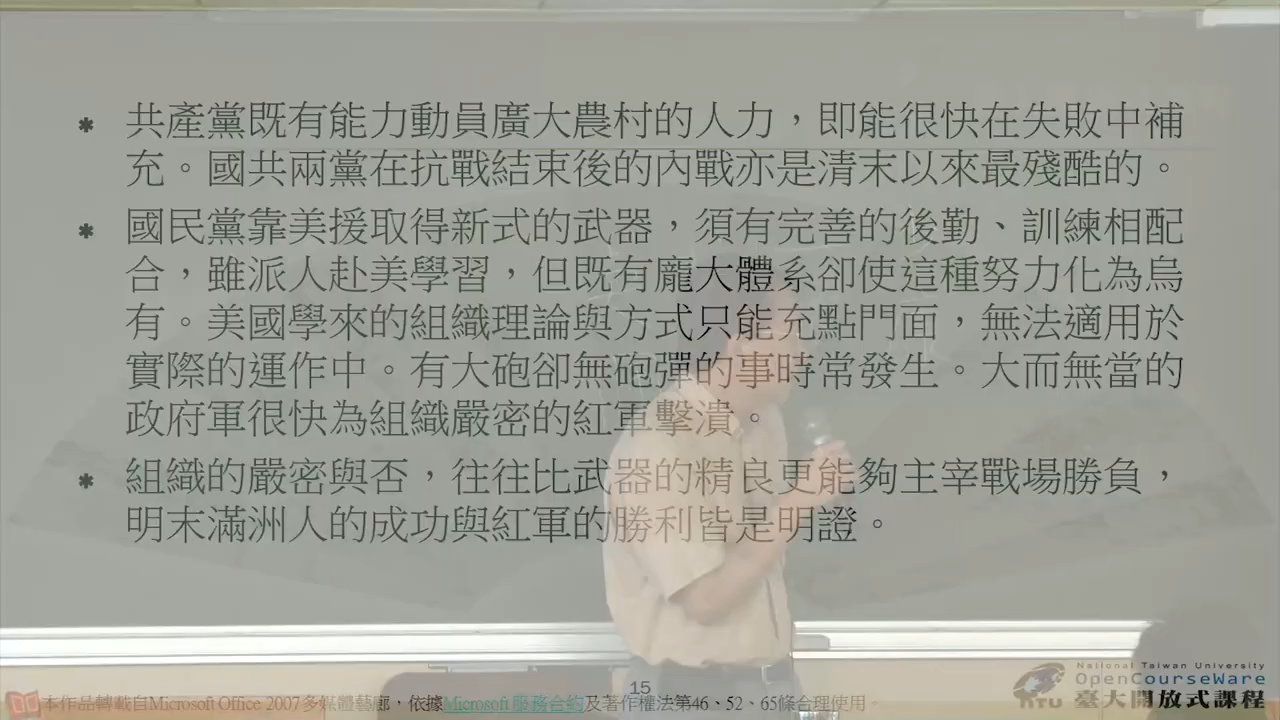 * 共產黨既有能力動員廣大農村的人力，即能很快在失敗中補
充。國共兩黨在抗戰結束後的內戰亦是清末以來最殘酷的。
* 國民黨靠美援取得新式的武器，須有完善的後勤、訓練相配
合，雖派人赴美學習，但既有龐大體系卻使這種努力化為烏
有。美國學來的組織理論與方式只能充點門面，無法適用於
實際的運作中。有大砲卻無砲彈的事時常發生。大而無當的
政府軍很快為組織嚴密的紅軍擊潰。
* 組織的嚴密與否，往往比武器的精良更能夠主宰戰場勝負，
明末滿洲人的成功與紅軍的勝利皆是明證。
15
本作品轉載自Microsoft Office 2007多媒體藝廊，依據Microsoft 服務合約及著作權法第46、52、65條合理使用。
National Taiwan University
OpenCourseWare
NTU 臺大開放式課程